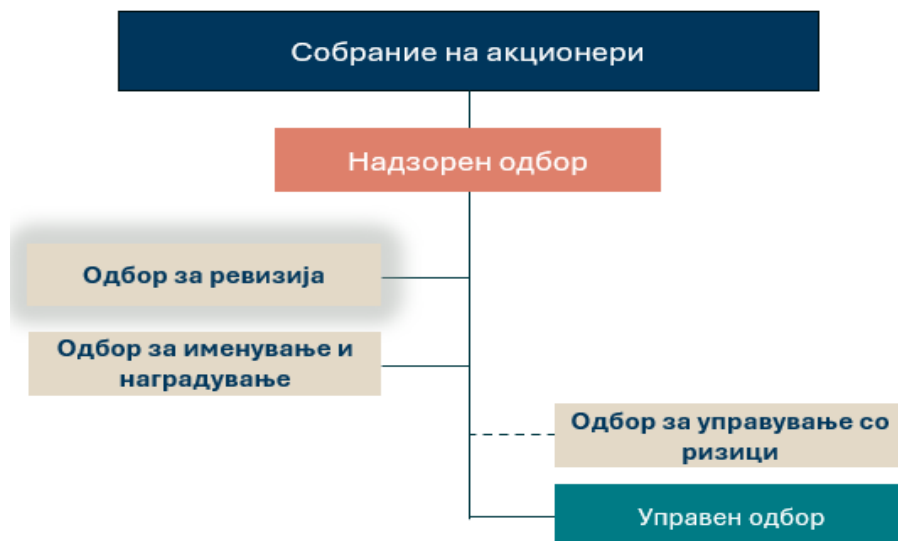 Собрание на акционери
Надзорен одбор
Одбор за ревизија
Одбор за именување и
наградување
Одбор за управување со
ризици
Управен одбор